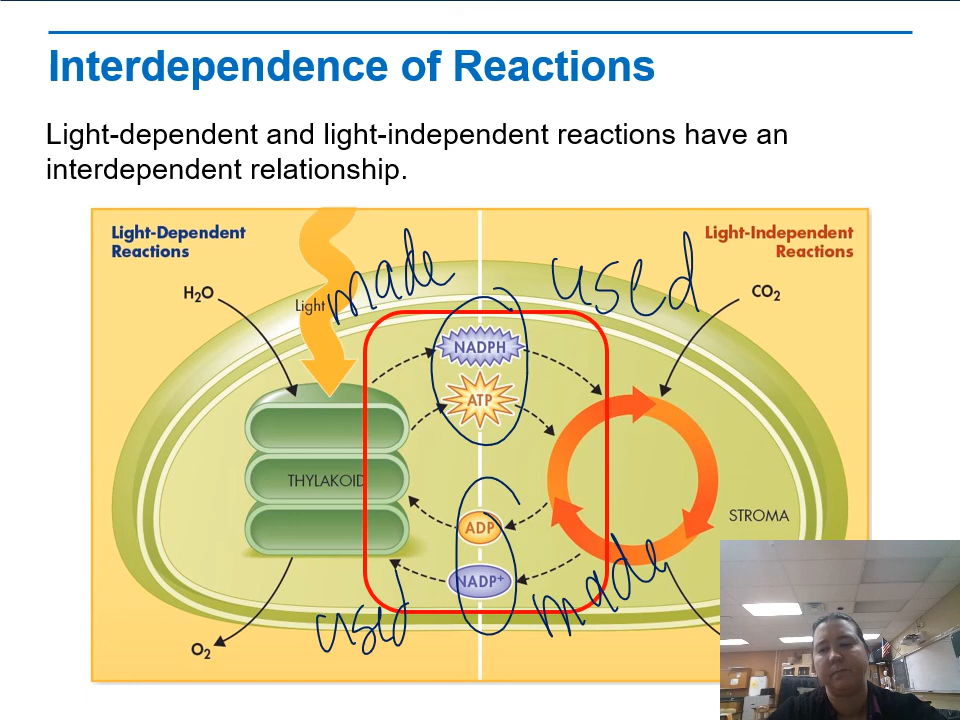 Interdependence of Reactions
Light-dependent and light-independent reactions have an
interdependent relationship.
Light-Dependent
Reactions
Light-Independent
Reactions
made
used
H₂O
Light
CO₂
NADPH
ATP
THYLAKOID
STROMA
ADP
NADP⁺
used
made
O₂